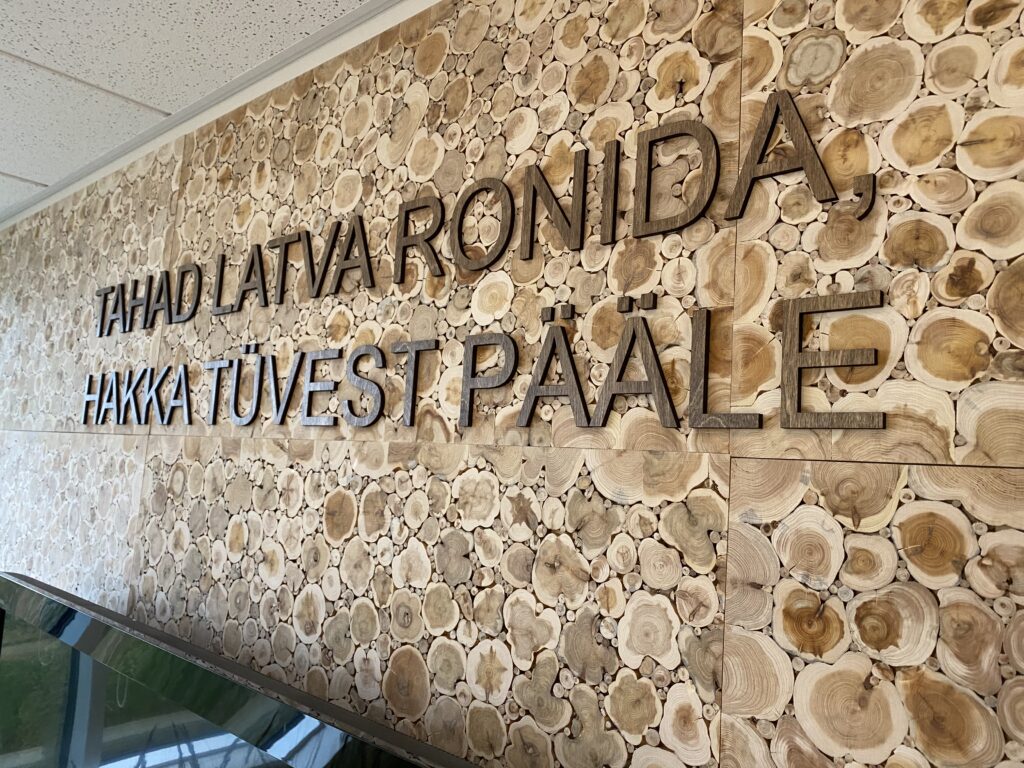 TAHAD LATVA RONIDA,
HAKKA TÜVEST PÄÄLE